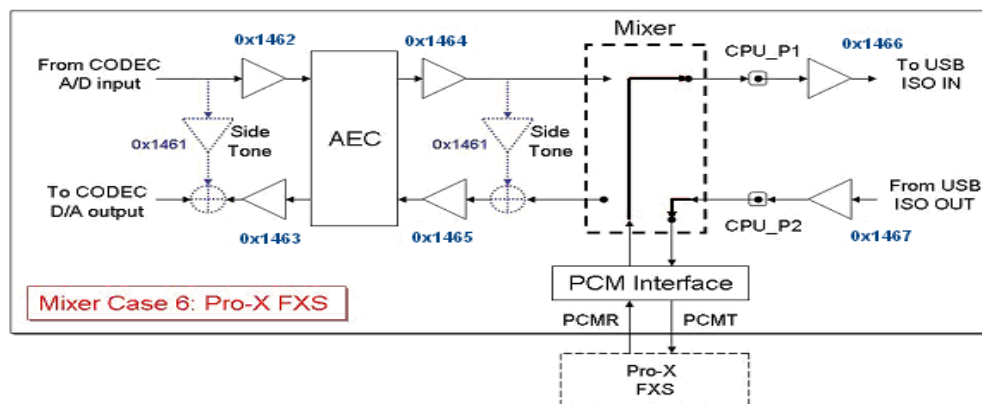 Mixer
0x1462
0x1464
CPU_P1
0x1466
From CODEC
A/D input
To USB
ISO IN
0x1461
Side
Tone
AEC
0x1461
Side
Tone
To CODEC
D/A output
From USB
ISO OUT
0x1463
0x1465
CPU_P2
0x1467
PCM Interface
Mixer Case 6: Pro-X FXS
PCMR
PCMT
Pro-X
FXS